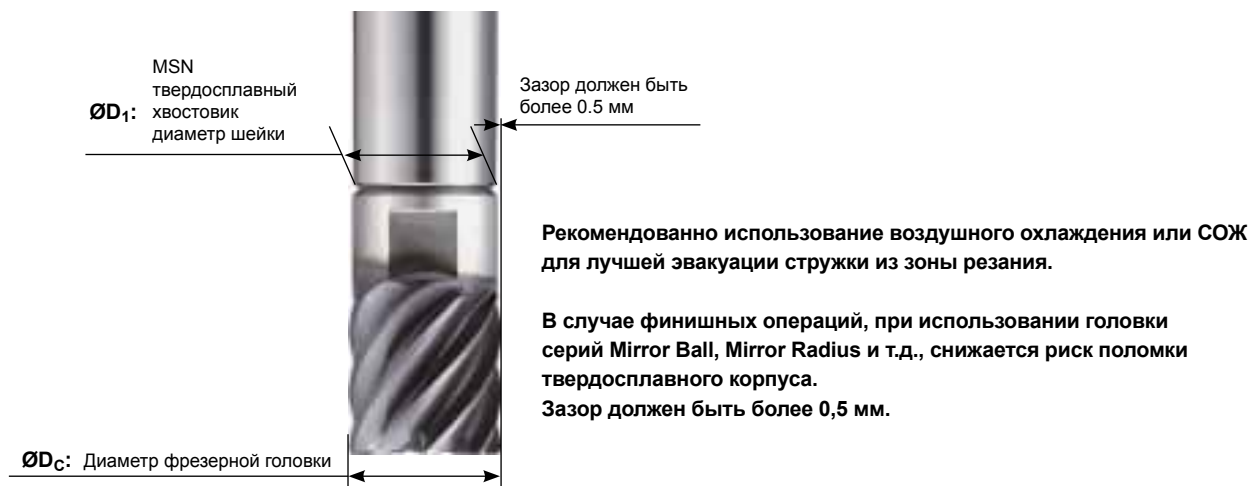 MSN
твердосплавный
ØD₁: хвостовик
диаметр шейки
Зазор должен быть
более 0.5 мм
Рекомендованно использование воздушного охлаждения или СОЖ
для лучшей эвакуации стружки из зоны резания.
В случае финишных операций, при использовании головки
серий Mirror Ball, Mirror Radius и т.д., снижается риск поломки
твердосплавного корпуса.
Зазор должен быть более 0,5 мм.
ØD_C: Диаметр фрезерной головки